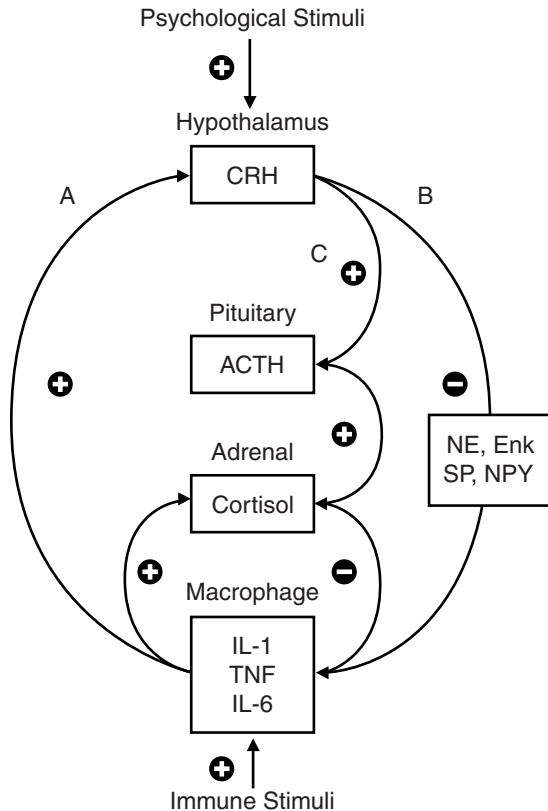 Psychological Stimuli
Hypothalamus
CRH
A
B
C
Pituitary
ACTH
NE, Enk
SP, NPY
Adrenal
Cortisol
Macrophage
IL-1
TNF
IL-6
Immune Stimuli